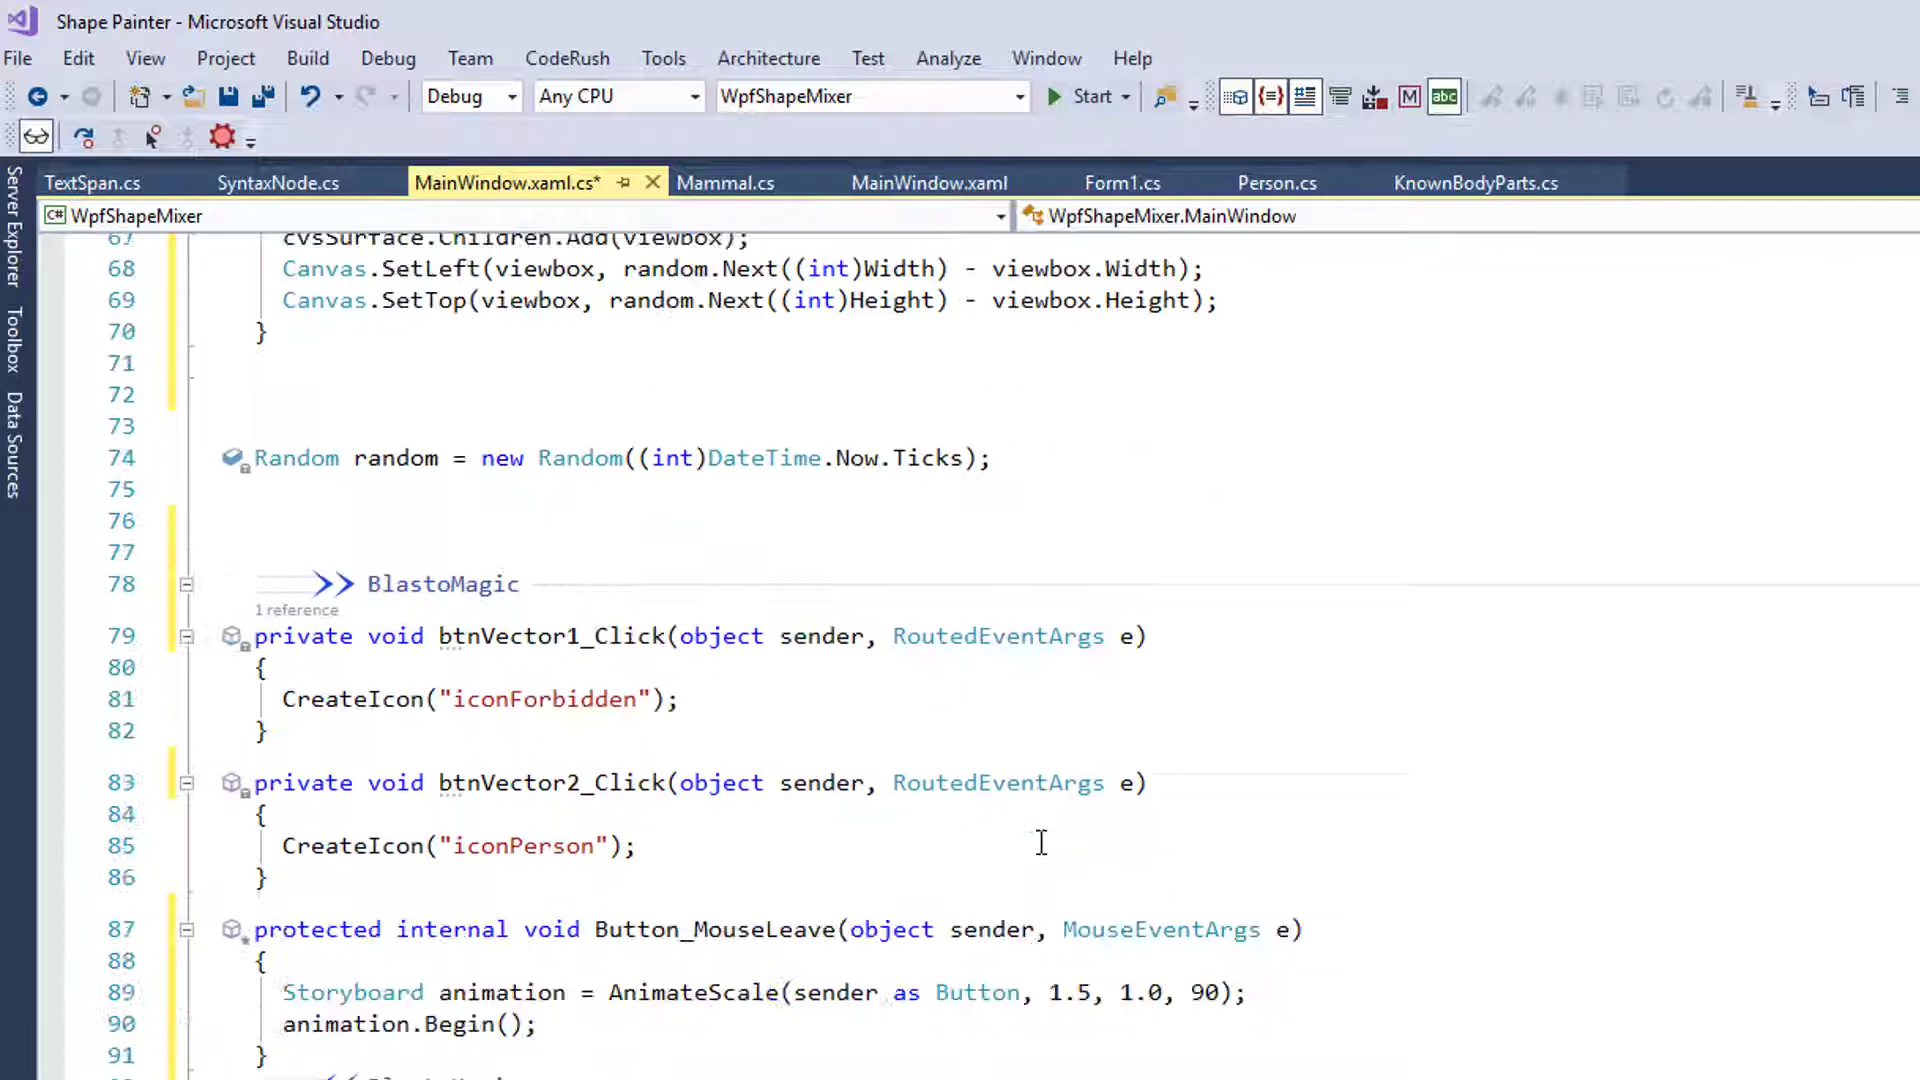 Shape Painter - Microsoft Visual Studio
File Edit View Project Build Debug Team CodeRush Tools Architecture Test Analyze Window Help
Debug Any CPU WpfShapeMixer Start
TextSpan.cs SyntaxNode.cs MainWindow.xaml.cs* Mammal.cs MainWindow.xaml Form1.cs Person.cs KnownBodyParts.cs
C# WpfShapeMixer WpfShapeMixer.MainWindow
Server Explorer
Toolbox
Data Sources
67 cvsSurface.Children.Add(viewbox);
68 Canvas.SetLeft(viewbox, random.Next((int)Width) - viewbox.Width);
69 Canvas.SetTop(viewbox, random.Next((int)Height) - viewbox.Height);
70 }
71
72
73
74 Random random = new Random((int)DateTime.Now.Ticks);
75
76
77
78 >> BlastoMagic
1 reference
79 private void btnVector1_Click(object sender, RoutedEventArgs e)
80 {
81 CreateIcon("iconForbidden");
82 }
83 private void btnVector2_Click(object sender, RoutedEventArgs e)
84 {
85 CreateIcon("iconPerson");
86 }
87 protected internal void Button_MouseLeave(object sender, MouseEventArgs e)
88 {
89 Storyboard animation = AnimateScale(sender as Button, 1.5, 1.0, 90);
90 animation.Begin();
91 }